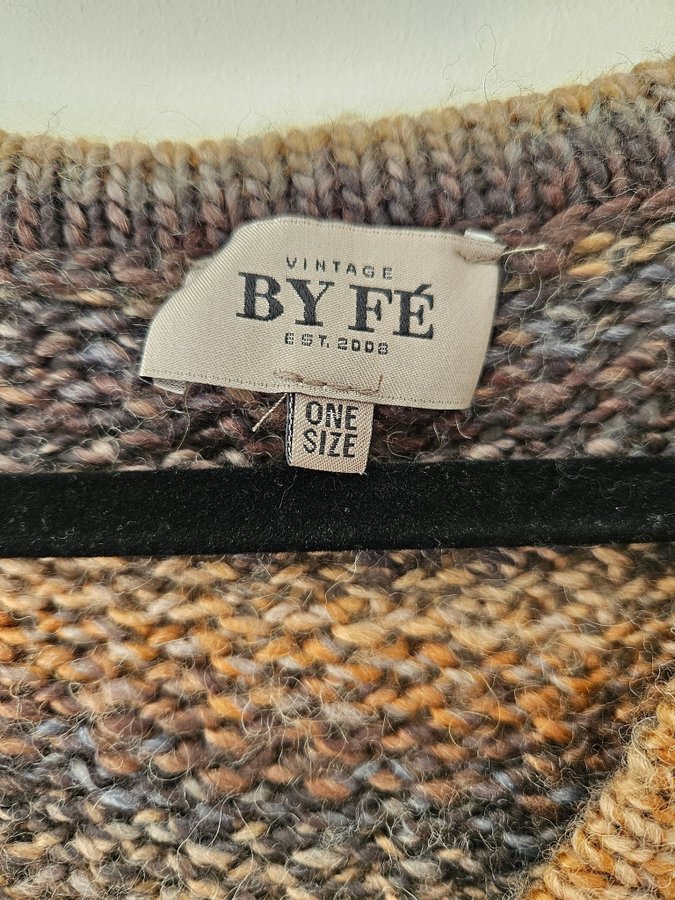 VINTAGE
BY FÉ
EST. 2008
ONE
SIZE